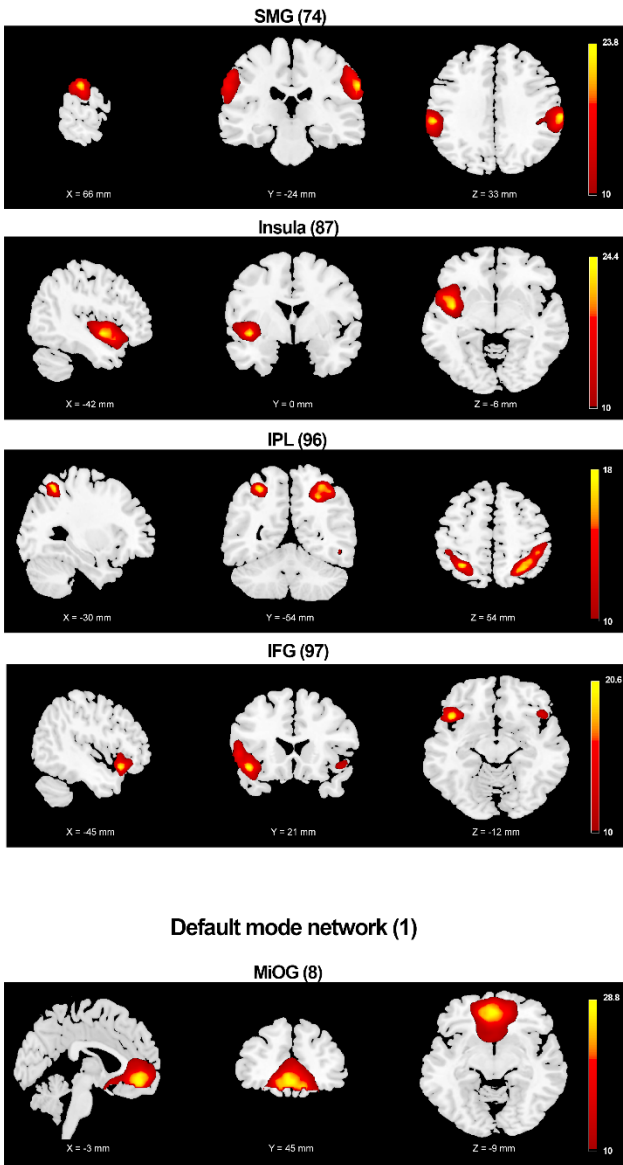 SMG (74)
23.8
X = 66 mm
Y = -24 mm
Z = 33 mm
10
Insula (87)
24.4
X = -42 mm
Y = 0 mm
Z = -6 mm
10
IPL (96)
18
X = -30 mm
Y = -54 mm
Z = 54 mm
10
IFG (97)
20.6
X = -45 mm
Y = 21 mm
Z = -12 mm
10
Default mode network (1)
MiOG (8)
28.8
X = -3 mm
Y = 45 mm
Z = -9 mm
10